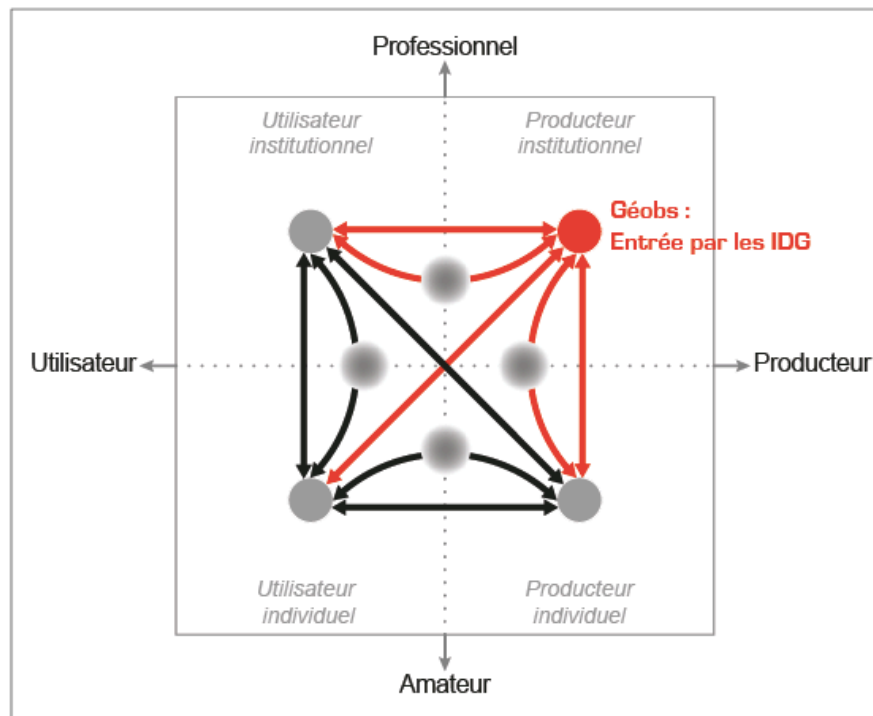 Professionnel
Utilisateur
institutionnel
Producteur
institutionnel
Géobs :
Entrée par les IDG
Utilisateur
Producteur
Utilisateur
individuel
Producteur
individuel
Amateur